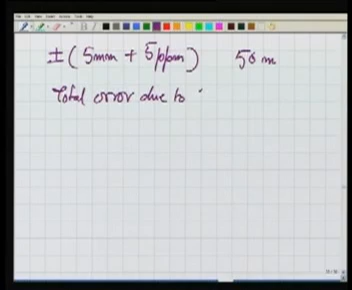 ± ( 5mm + 5ppm )    50 m
Total error due to